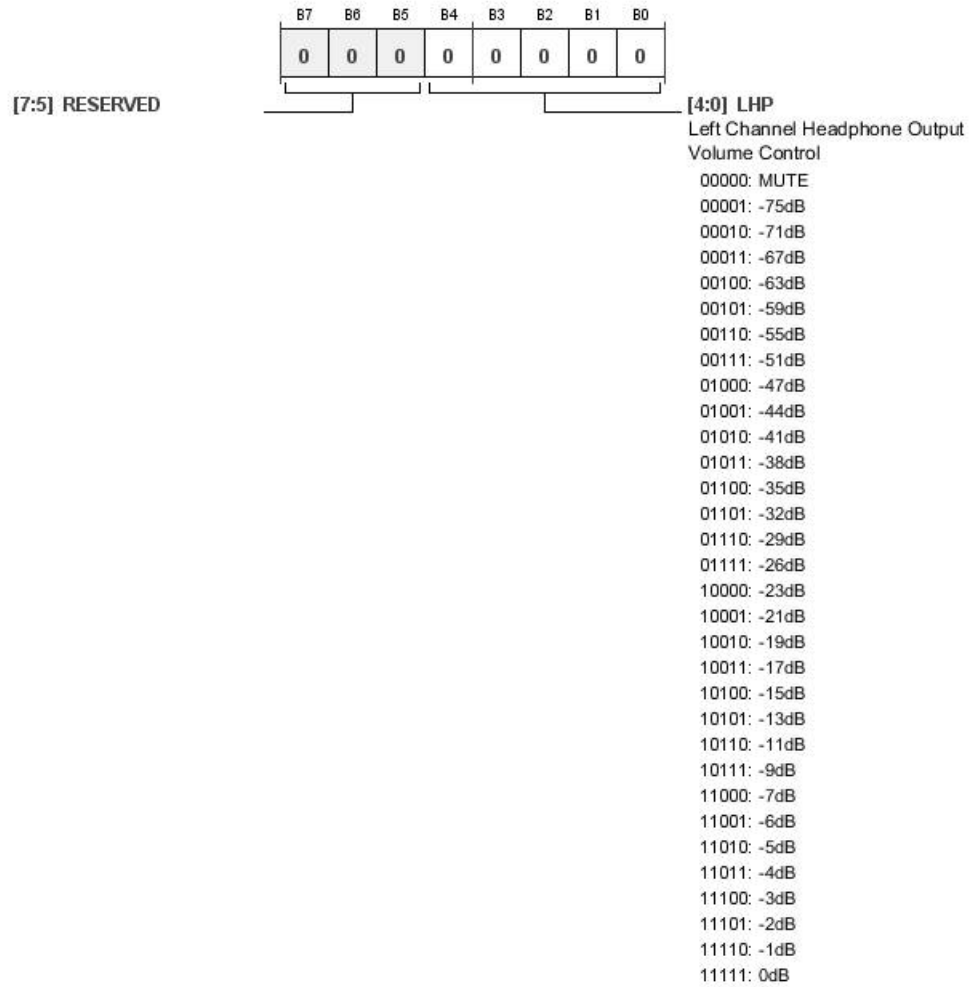 B7 B6 B5 B4 B3 B2 B1 B0
0 0 0 0 0 0 0 0
[7:5] RESERVED
[4:0] LHP
Left Channel Headphone Output
Volume Control
00000: MUTE
00001: -75dB
00010: -71dB
00011: -67dB
00100: -63dB
00101: -59dB
00110: -55dB
00111: -51dB
01000: -47dB
01001: -44dB
01010: -41dB
01011: -38dB
01100: -35dB
01101: -32dB
01110: -29dB
01111: -26dB
10000: -23dB
10001: -21dB
10010: -19dB
10011: -17dB
10100: -15dB
10101: -13dB
10110: -11dB
10111: -9dB
11000: -7dB
11001: -6dB
11010: -5dB
11011: -4dB
11100: -3dB
11101: -2dB
11110: -1dB
11111: 0dB